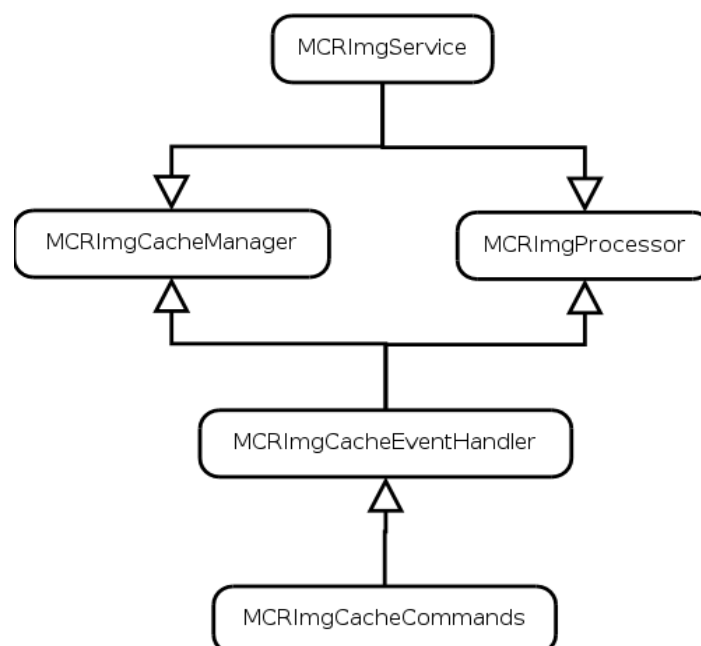 MCRImgService
MCRImgCacheManager
MCRImgProcessor
MCRImgCacheEventHandler
MCRImgCacheCommands